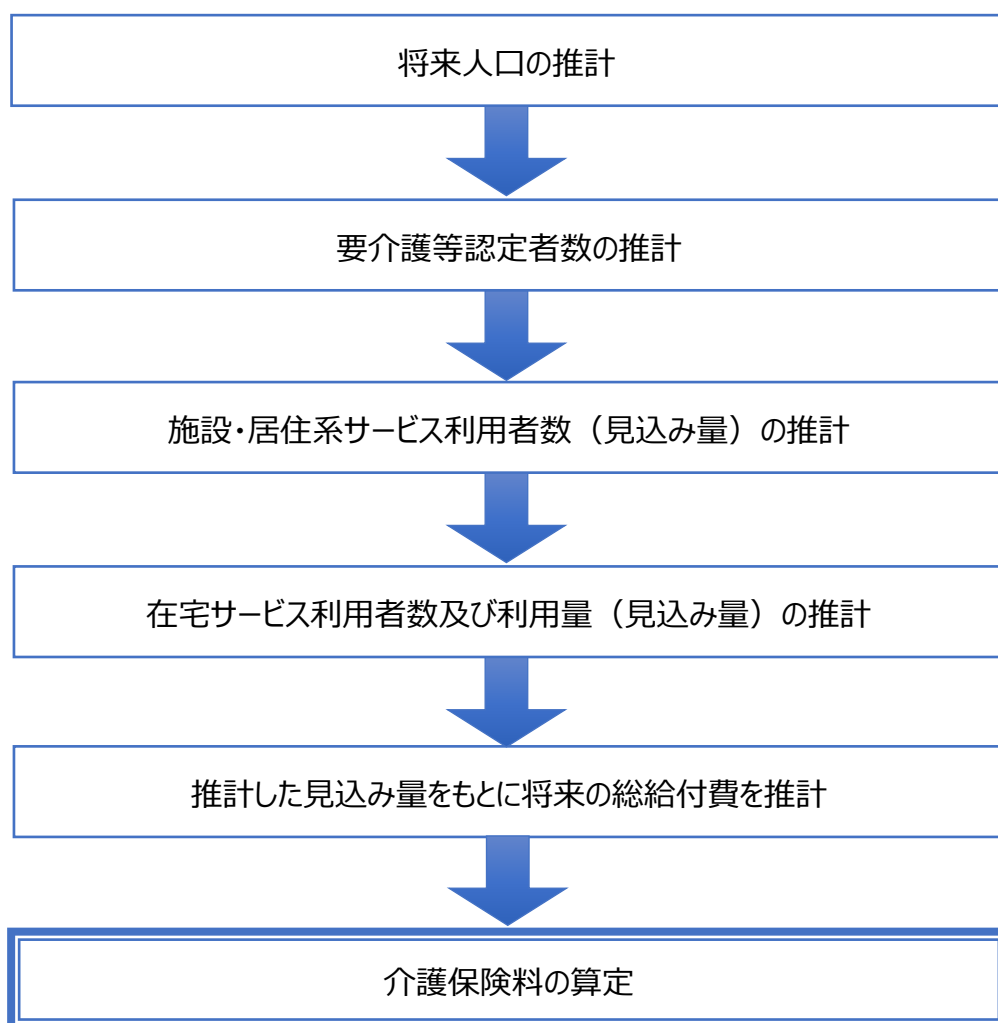 将来人口の推計
要介護等認定者数の推計
施設・居住系サービス利用者数（見込み量）の推計
在宅サービス利用者数及び利用量（見込み量）の推計
推計した見込み量をもとに将来の総給付費を推計
介護保険料の算定